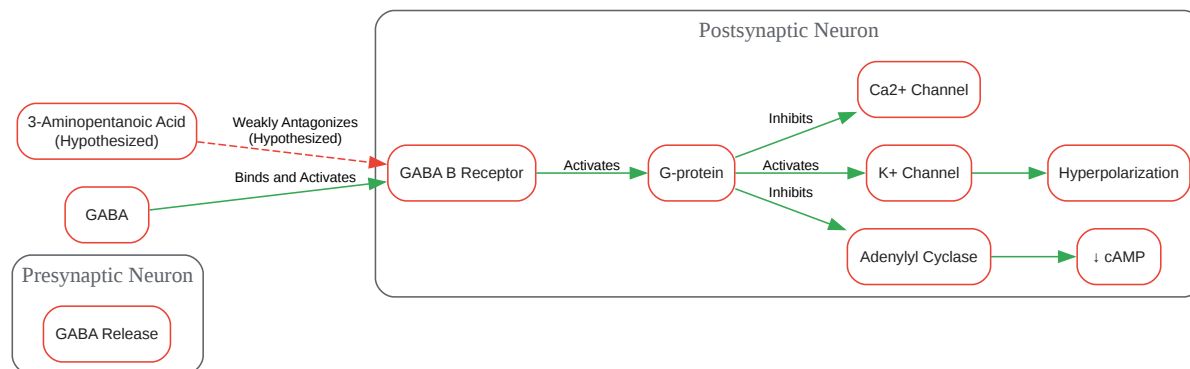 Postsynaptic Neuron
Ca2+ Channel
3-Aminopentanoic Acid
(Hypothesized)
Weakly Antagonizes
(Hypothesized)
Inhibits
Binds and Activates
GABA B Receptor
Activates
G-protein
Activates
K+ Channel
Hyperpolarization
Inhibits
GABA
Adenylyl Cyclase
↓ cAMP
Presynaptic Neuron
GABA Release